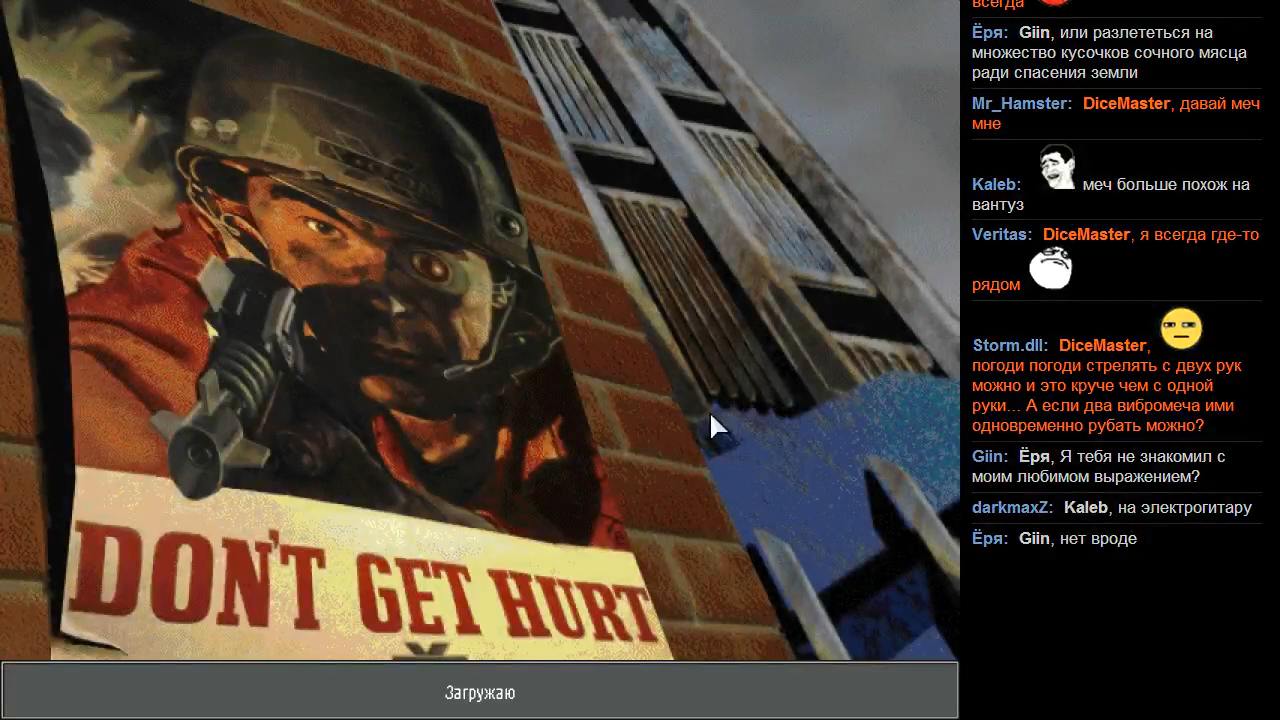 DON'T GET HURT
Загружаю
всегда
Ёря: Giin, или разлететься на
множество кусочков сочного мясца
ради спасения земли
Mr_Hamster: DiceMaster, давай меч
мне
Kaleb: меч больше похож на
вантуз
Veritas: DiceMaster, я всегда где-то
рядом
Storm.dll: DiceMaster,
погоди погоди стрелять с двух рук
можно и это круче чем с одной
руки... А если два вибромеча ими
одновременно рубать можно?
Giin: Ёря, Я тебя не знакомил с
моим любимом выражением?
darkmaxZ: Kaleb, на электрогитару
Ёря: Giin, нет вроде